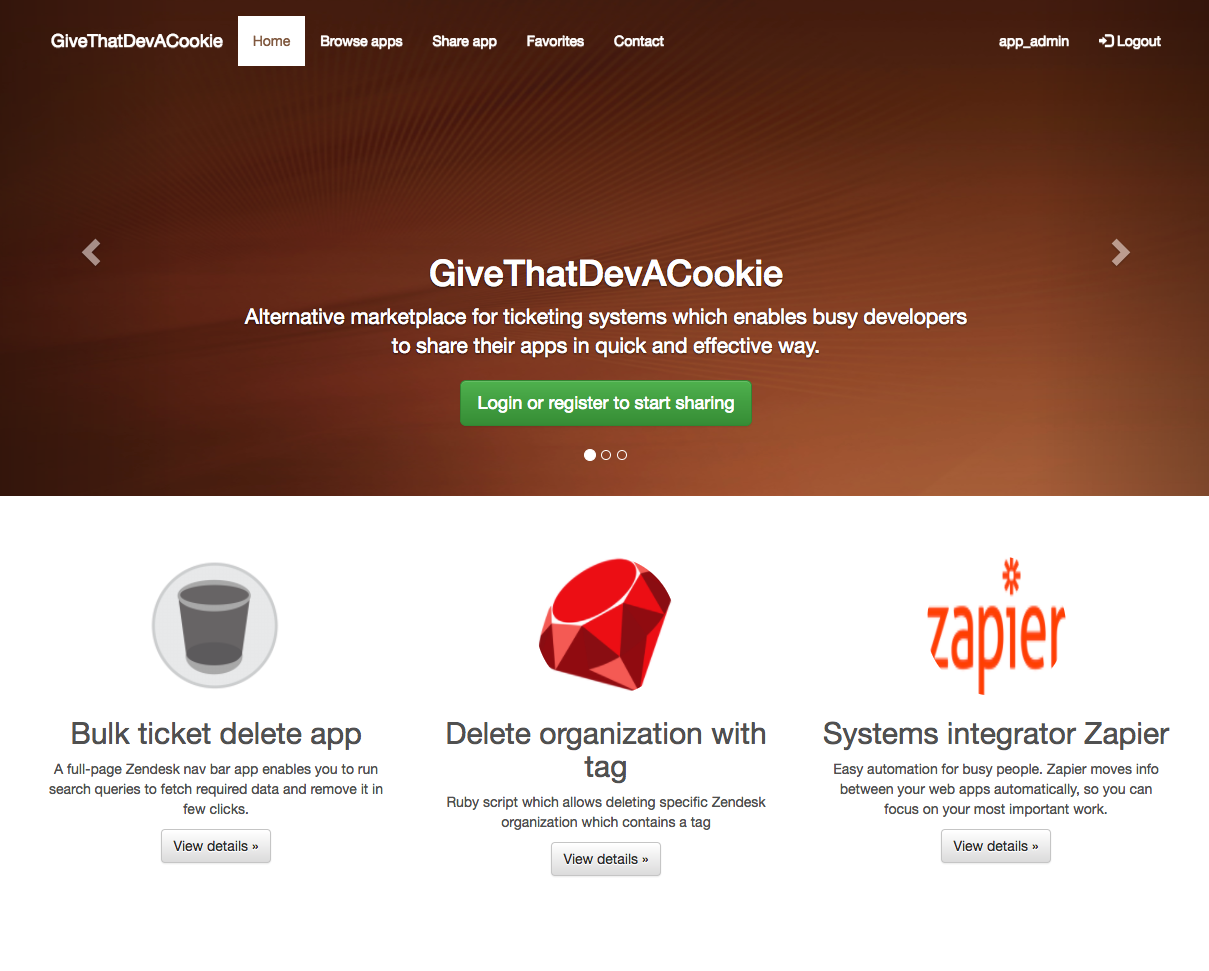 GiveThatDevACookie Home Browse apps Share app Favorites Contact app_admin Logout
GiveThatDevACookie
Alternative marketplace for ticketing systems which enables busy developers
to share their apps in quick and effective way.
Login or register to start sharing
zapier
Bulk ticket delete app
A full-page Zendesk nav bar app enables you to run
search queries to fetch required data and remove it in
few clicks.
View details »
Delete organization with
tag
Ruby script which allows deleting specific Zendesk
organization which contains a tag
View details »
Systems integrator Zapier
Easy automation for busy people. Zapier moves info
between your web apps automatically, so you can
focus on your most important work.
View details »